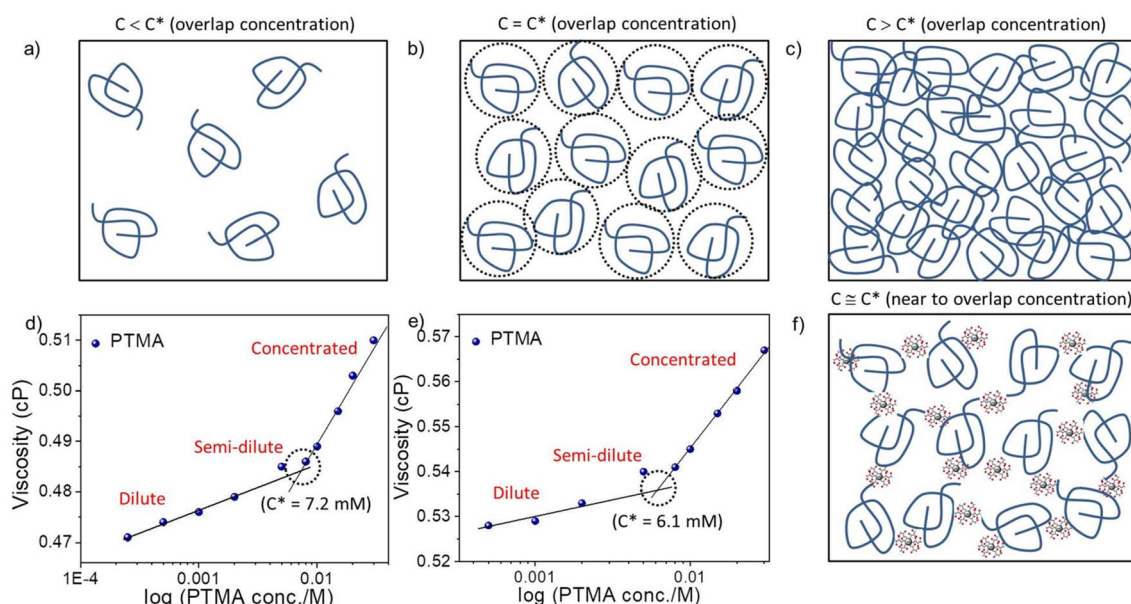 C < C* (overlap concentration)
C = C* (overlap concentration)
C > C* (overlap concentration)
a)
b)
c)
C ≅ C* (near to overlap concentration)
d)
PTMA
Concentrated
Semi-dilute
Dilute
(C* = 7.2 mM)
Viscosity (cP)
0.51
0.50
0.49
0.48
0.47
1E-4
0.001
0.01
log (PTMA conc./M)
e)
PTMA
Concentrated
Semi-dilute
Dilute
(C* = 6.1 mM)
Viscosity (cP)
0.57
0.56
0.55
0.54
0.53
0.52
0.001
0.01
log (PTMA conc./M)
f)